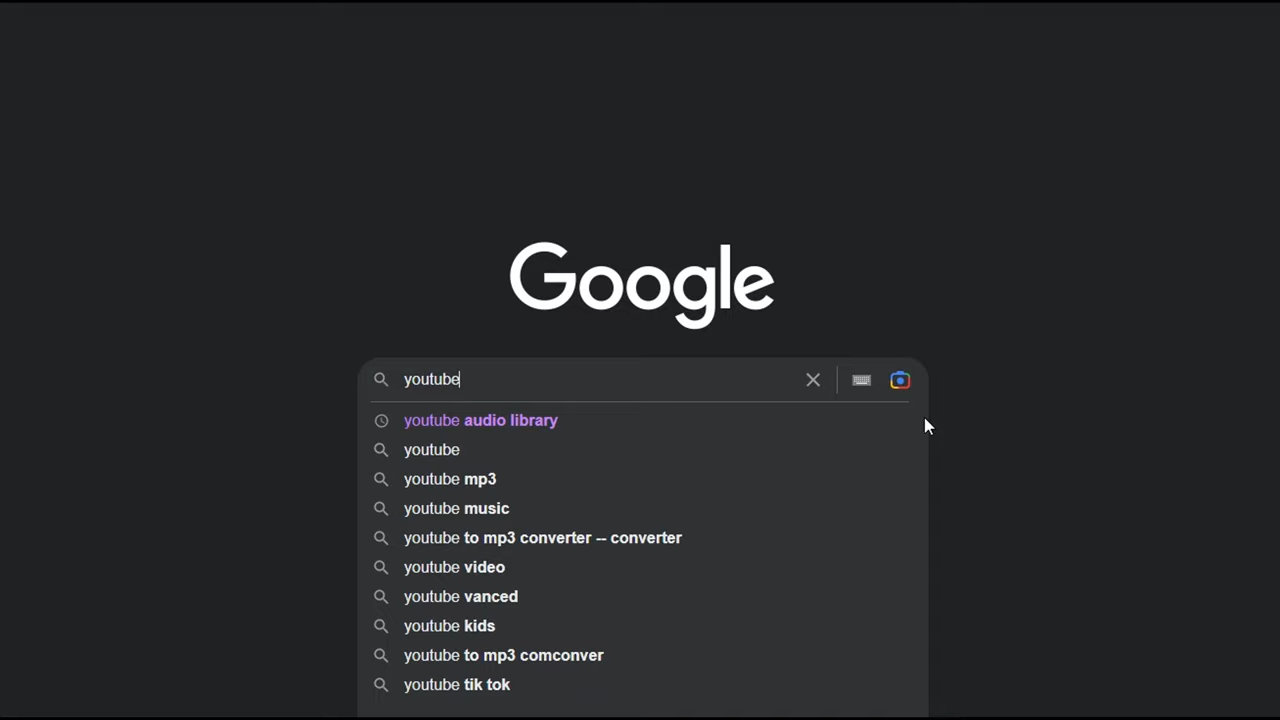 Google
youtube
youtube audio library
youtube
youtube mp3
youtube music
youtube to mp3 converter -- converter
youtube video
youtube vanced
youtube kids
youtube to mp3 comconver
youtube tik tok